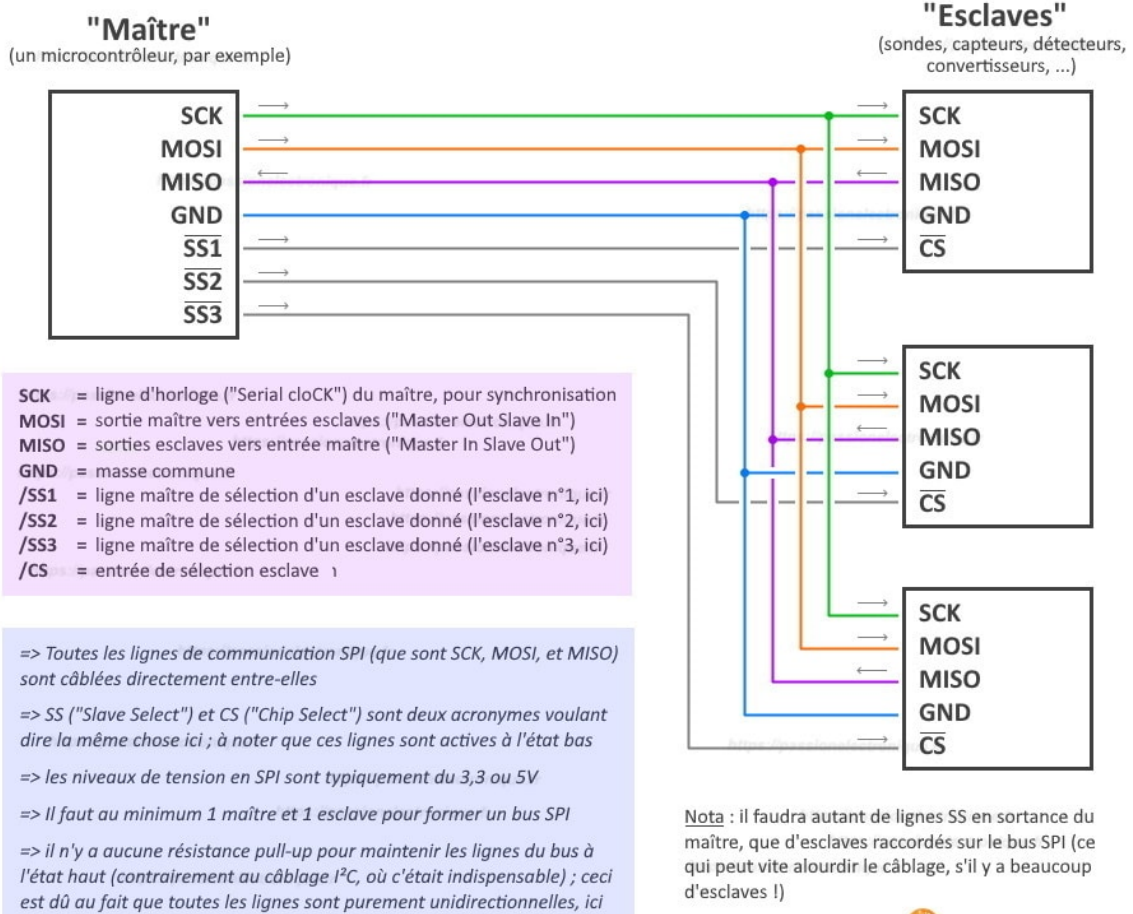 "Maître"
(un microcontrôleur, par exemple)
"Esclaves"
(sondes, capteurs, détecteurs,
convertisseurs, ...)
SCK
MOSI
MISO
GND
SS1
SS2
SS3
SCK
MOSI
MISO
GND
CS
SCK
MOSI
MISO
GND
CS
SCK
MOSI
MISO
GND
CS
SCK = ligne d'horloge ("Serial cloCK") du maître, pour synchronisation
MOSI = sortie maître vers entrées esclaves ("Master Out Slave In")
MISO = sorties esclaves vers entrée maître ("Master In Slave Out")
GND = masse commune
/SS1 = ligne maître de sélection d'un esclave donné (l'esclave n°1, ici)
/SS2 = ligne maître de sélection d'un esclave donné (l'esclave n°2, ici)
/SS3 = ligne maître de sélection d'un esclave donné (l'esclave n°3, ici)
/CS = entrée de sélection esclave
=> Toutes les lignes de communication SPI (que sont SCK, MOSI, et MISO)
sont câblées directement entre-elles
=> SS ("Slave Select") et CS ("Chip Select") sont deux acronymes voulant
dire la même chose ici ; à noter que ces lignes sont actives à l'état bas
=> les niveaux de tension en SPI sont typiquement du 3,3 ou 5V
=> Il faut au minimum 1 maître et 1 esclave pour former un bus SPI
=> il n'y a aucune résistance pull-up pour maintenir les lignes du bus à
l'état haut (contrairement au câblage I²C, où c'était indispensable) ; ceci
est dû au fait que toutes les lignes sont purement unidirectionnelles, ici
Nota : il faudra autant de lignes SS en sortance du
maître, que d'esclaves raccordés sur le bus SPI (ce
qui peut vite alourdir le câblage, s'il y a beaucoup
d'esclaves !)